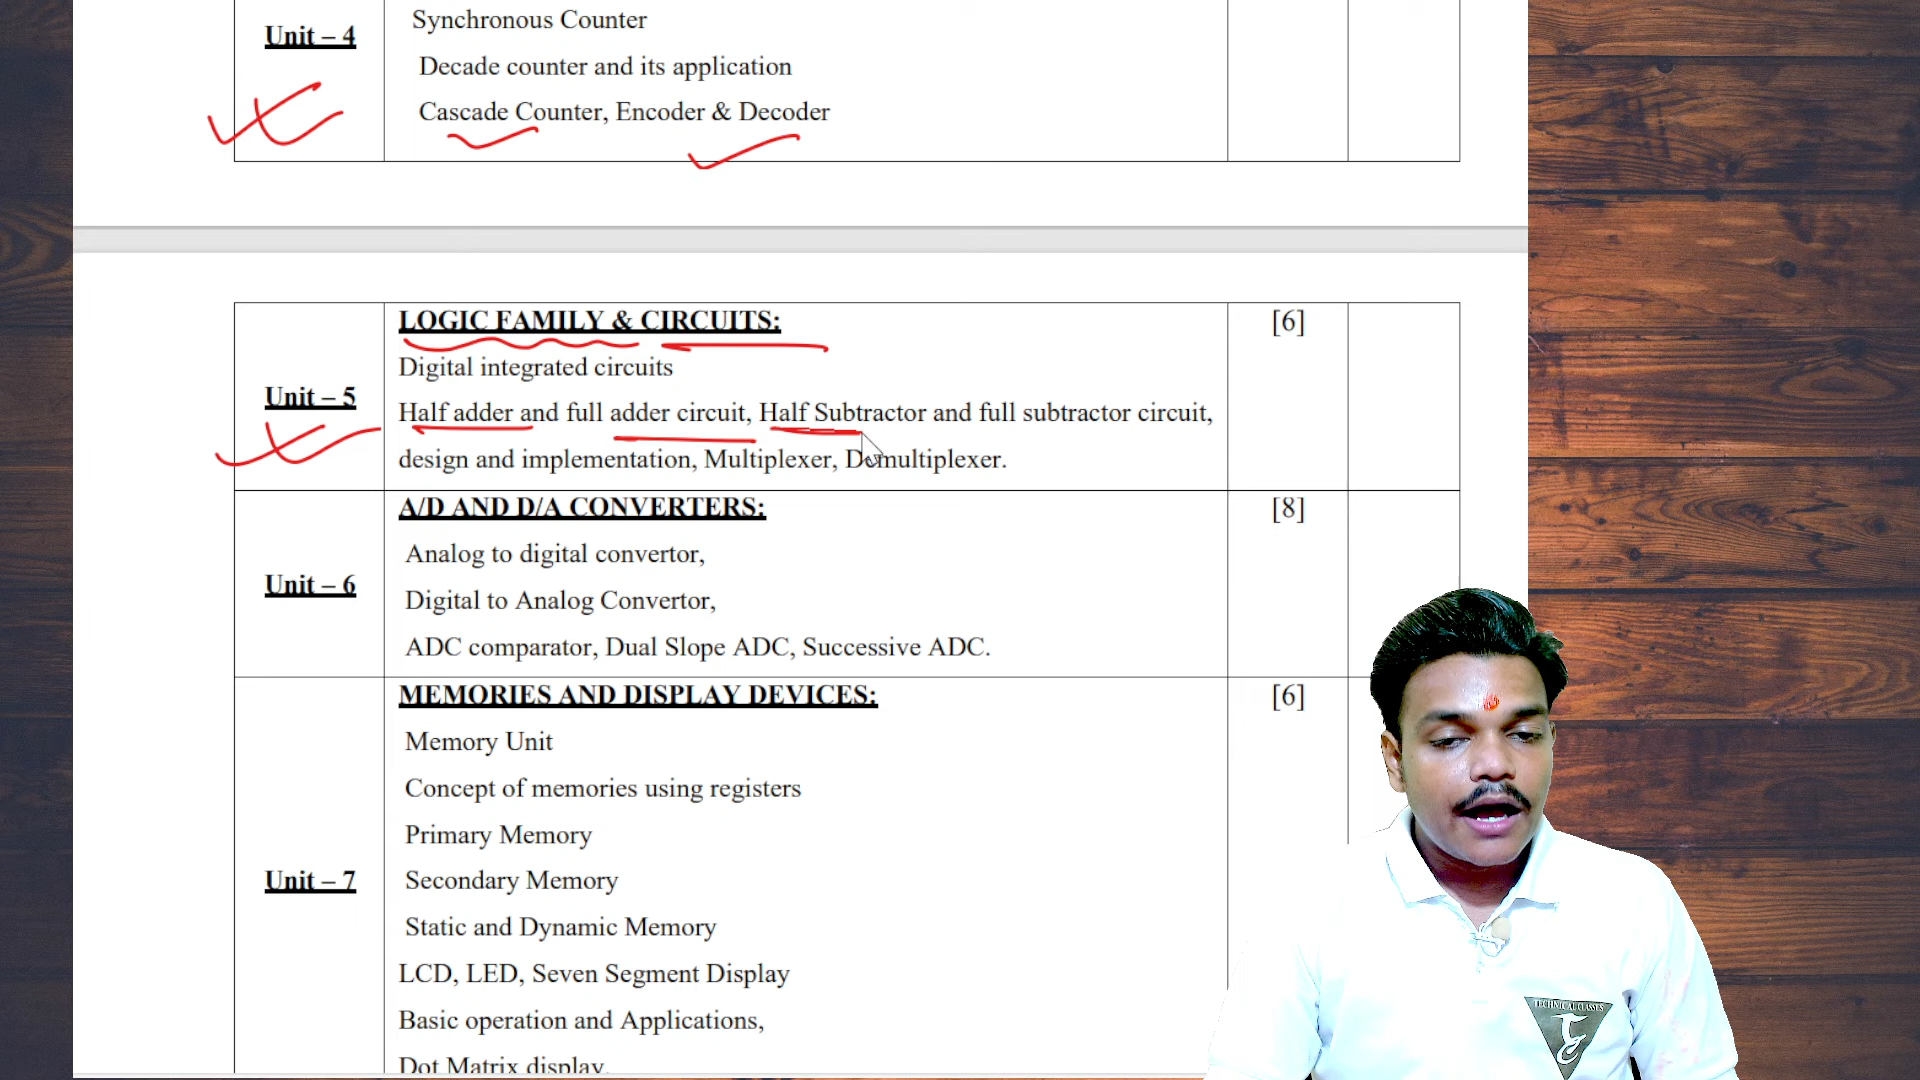 Synchronous Counter
Unit – 4
Decade counter and its application
Cascade Counter, Encoder & Decoder
LOGIC FAMILY & CIRCUITS:
[6]
Digital integrated circuits
Unit – 5
Half adder and full adder circuit, Half Subtractor and full subtractor circuit,
design and implementation, Multiplexer, Demultiplexer.
A/D AND D/A CONVERTERS:
[8]
Analog to digital convertor,
Unit – 6
Digital to Analog Convertor,
ADC comparator, Dual Slope ADC, Successive ADC.
MEMORIES AND DISPLAY DEVICES:
[6]
Memory Unit
Concept of memories using registers
Primary Memory
Unit – 7
Secondary Memory
Static and Dynamic Memory
LCD, LED, Seven Segment Display
Basic operation and Applications,
Dot Matrix display.
TECHNICAL CLASSES